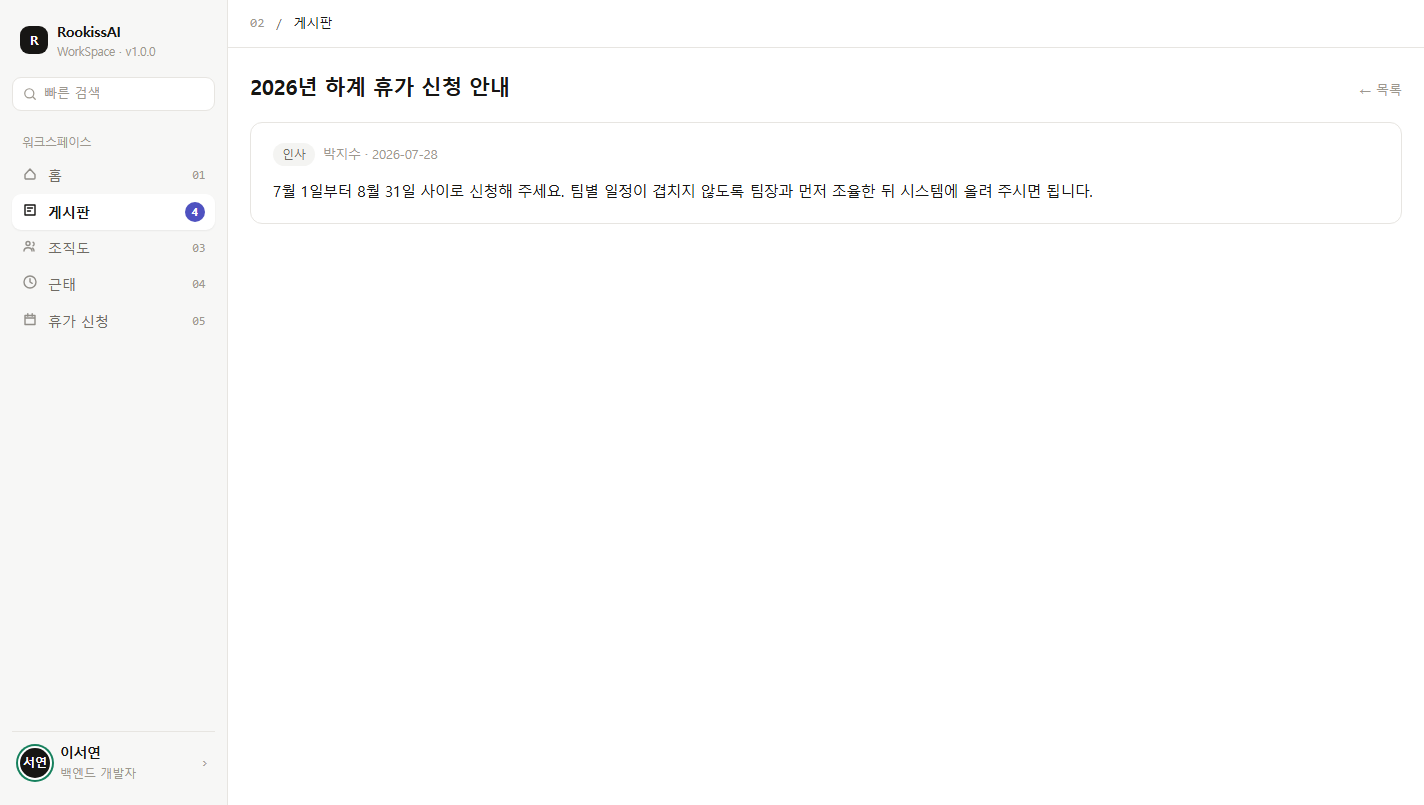 R
RookissAI
WorkSpace · v1.0.0
빠른 검색
워크스페이스
홈 01
게시판 4
조직도 03
근태 04
휴가 신청 05
서연
이서연
백엔드 개발자
›
02 / 게시판
2026년 하계 휴가 신청 안내
← 목록
인사 박지수 · 2026-07-28
7월 1일부터 8월 31일 사이로 신청해 주세요. 팀별 일정이 겹치지 않도록 팀장과 먼저 조율한 뒤 시스템에 올려 주시면 됩니다.